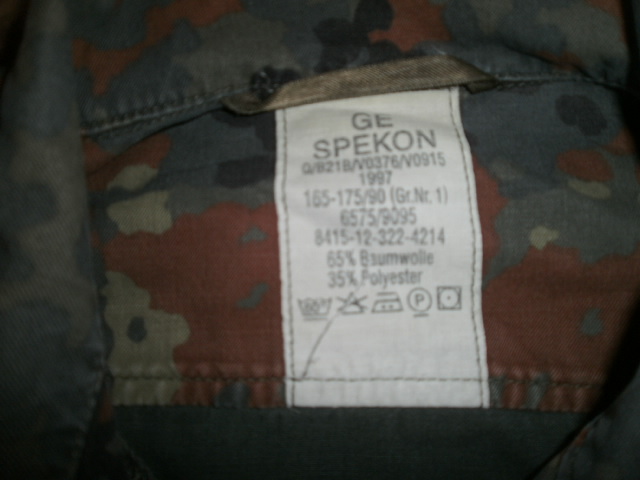 GE
SPEKON
Q/821B/V0376/V0915
1997
165-175/90 (Gr.Nr. 1)
6575/9095
8415-12-322-4214
65% Baumwolle
35% Polyester